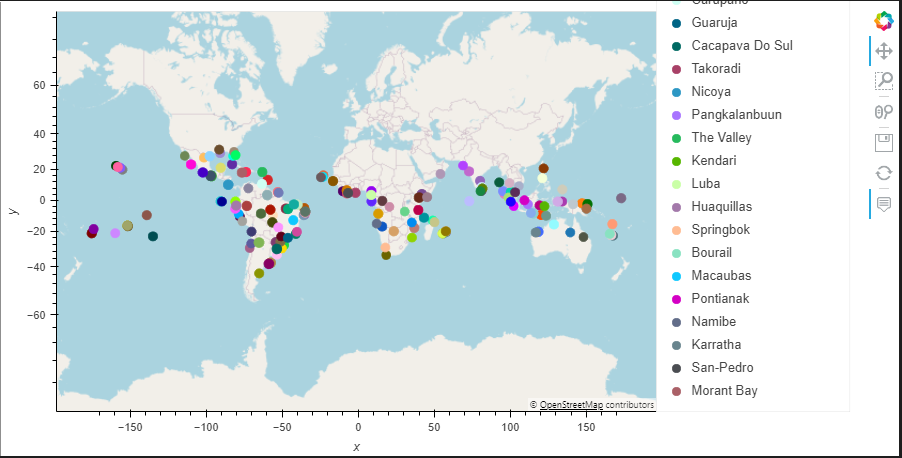 Guaruja
Cacapava Do Sul
Takoradi
Nicoya
Pangkalanbuun
The Valley
Kendari
Luba
Huaquillas
Springbok
Bourail
Macaubas
Pontianak
Namibe
Karratha
San-Pedro
Morant Bay
60
40
20
0
−20
−40
−60
y
−150
−100
−50
0
50
100
150
x
© OpenStreetMap contributors